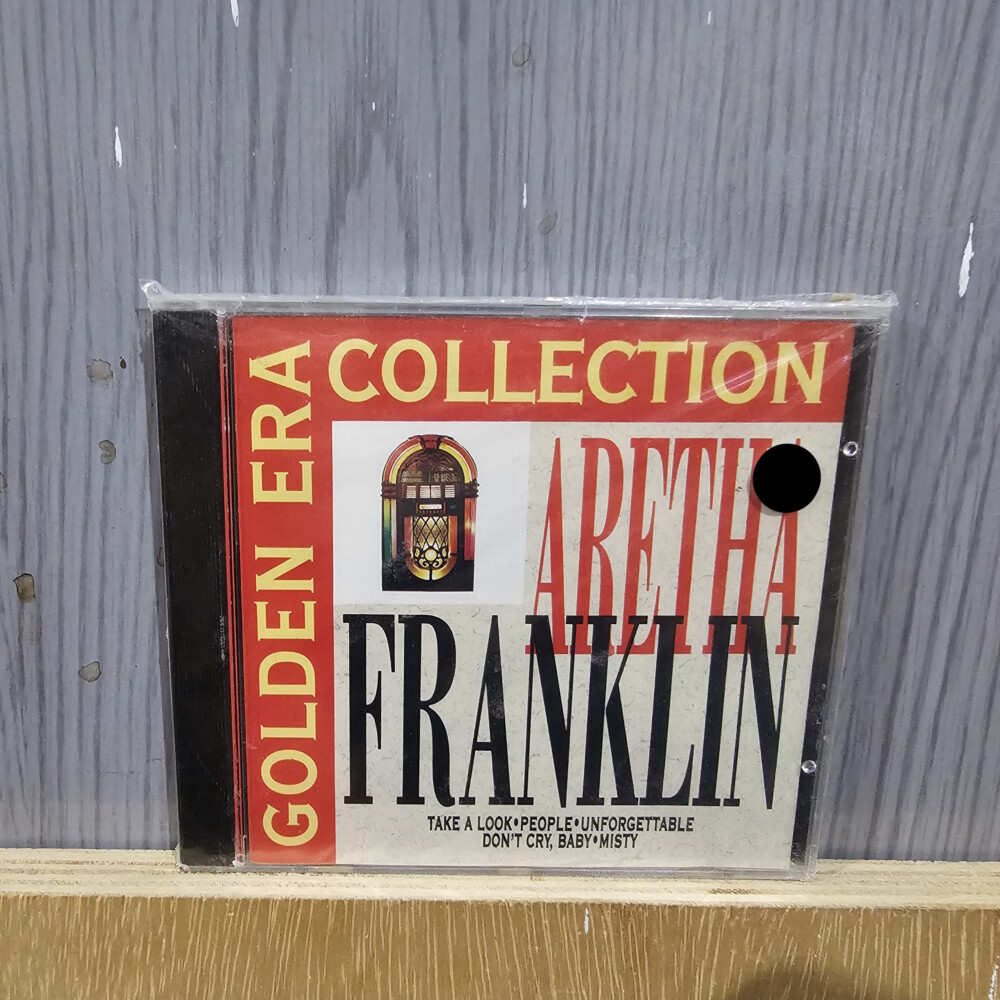 GOLDEN ERA
COLLECTION
ARETHA
FRANKLIN
TAKE A LOOK•PEOPLE•UNFORGETTABLE
DON'T CRY, BABY•MISTY